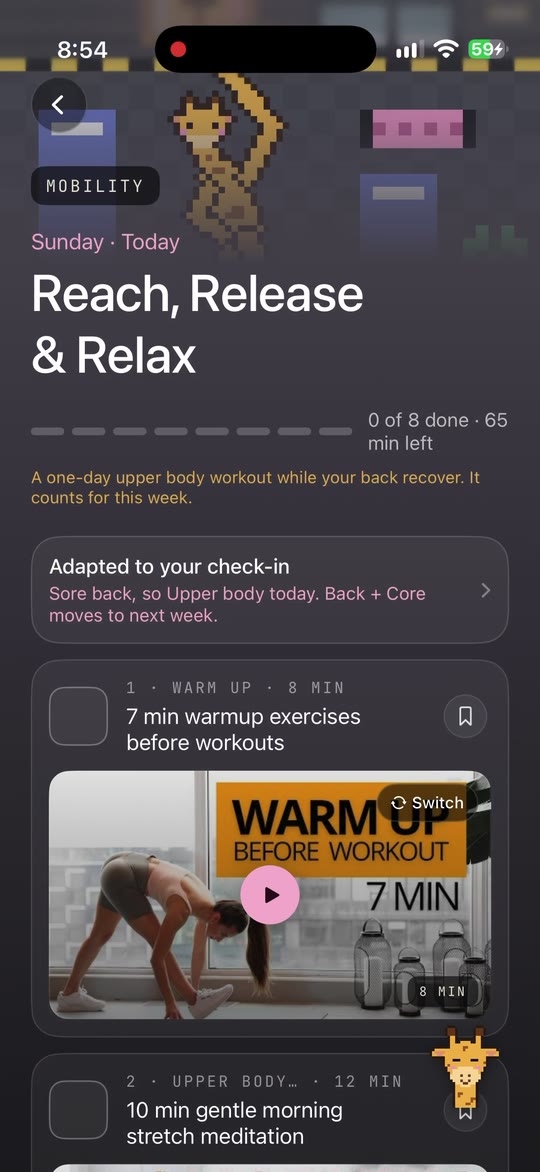 8:54
59
MOBILITY
Sunday · Today
Reach, Release
& Relax
0 of 8 done · 65
min left
A one-day upper body workout while your back recover. It
counts for this week.
Adapted to your check-in
Sore back, so Upper body today. Back + Core
moves to next week.
1 · WARM UP · 8 MIN
7 min warmup exercises
before workouts
Switch
WARM UP
BEFORE WORKOUT
7 MIN
8 MIN
2 · UPPER BODY… · 12 MIN
10 min gentle morning
stretch meditation